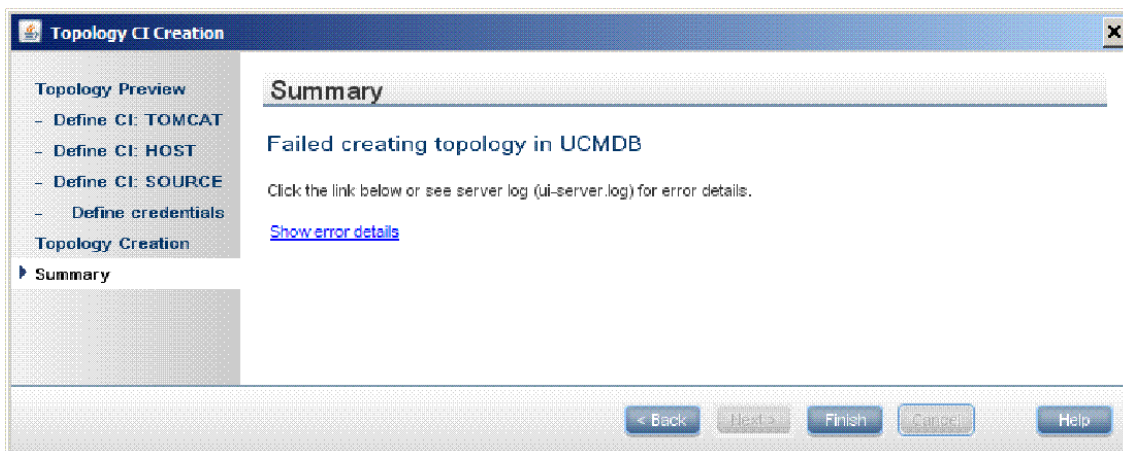 Topology CI Creation
Topology Preview
- Define CI: TOMCAT
- Define CI: HOST
- Define CI: SOURCE
- Define credentials
Topology Creation
Summary
Summary
Failed creating topology in UCMDB
Click the link below or see server log (ui-server.log) for error details.
Show error details
< Back Next > Finish Cancel Help